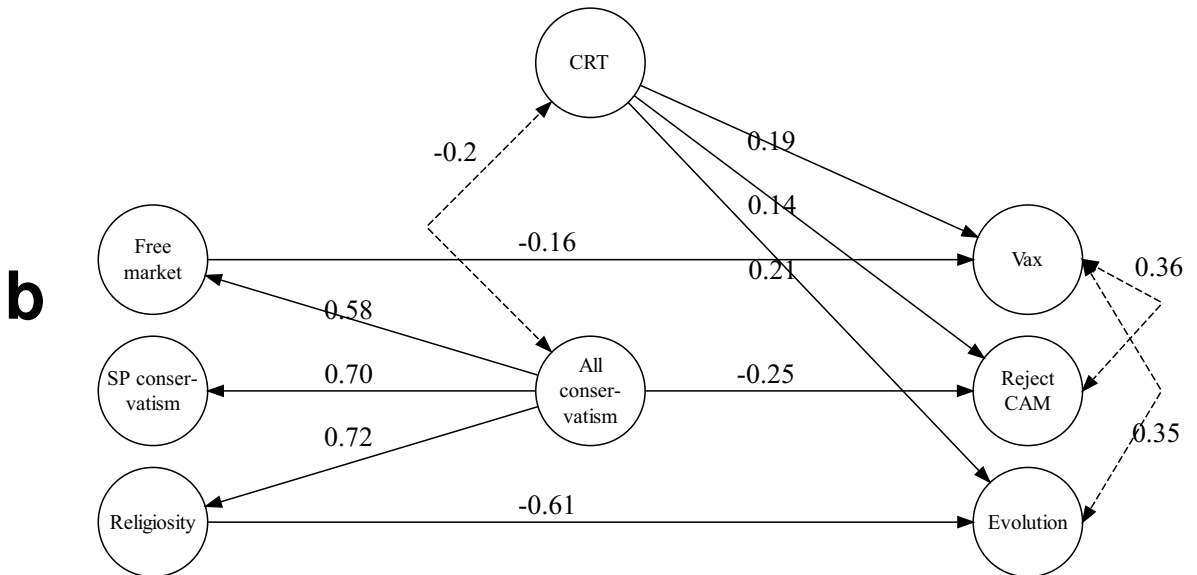 CRT
0.19
-0.2
0.14
Free
market
-0.16
Vax
0.36
0.21
b
0.58
SP conser-
vatism
0.70
All
conser-
vatism
-0.25
Reject
CAM
0.72
0.35
Religiosity
-0.61
Evolution